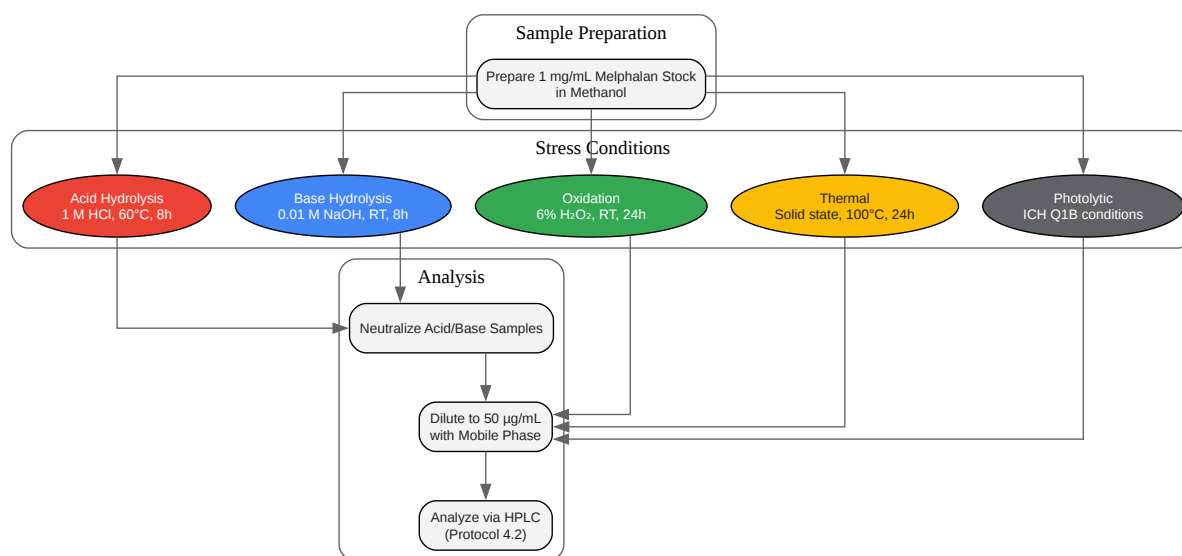 Sample Preparation
Prepare 1 mg/mL Melphalan Stock
in Methanol
Stress Conditions
Acid Hydrolysis
1 M HCl, 60°C, 8h
Base Hydrolysis
0.01 M NaOH, RT, 8h
Oxidation
6% H₂O₂, RT, 24h
Thermal
Solid state, 100°C, 24h
Photolytic
ICH Q1B conditions
Analysis
Neutralize Acid/Base Samples
Dilute to 50 µg/mL
with Mobile Phase
Analyze via HPLC
(Protocol 4.2)